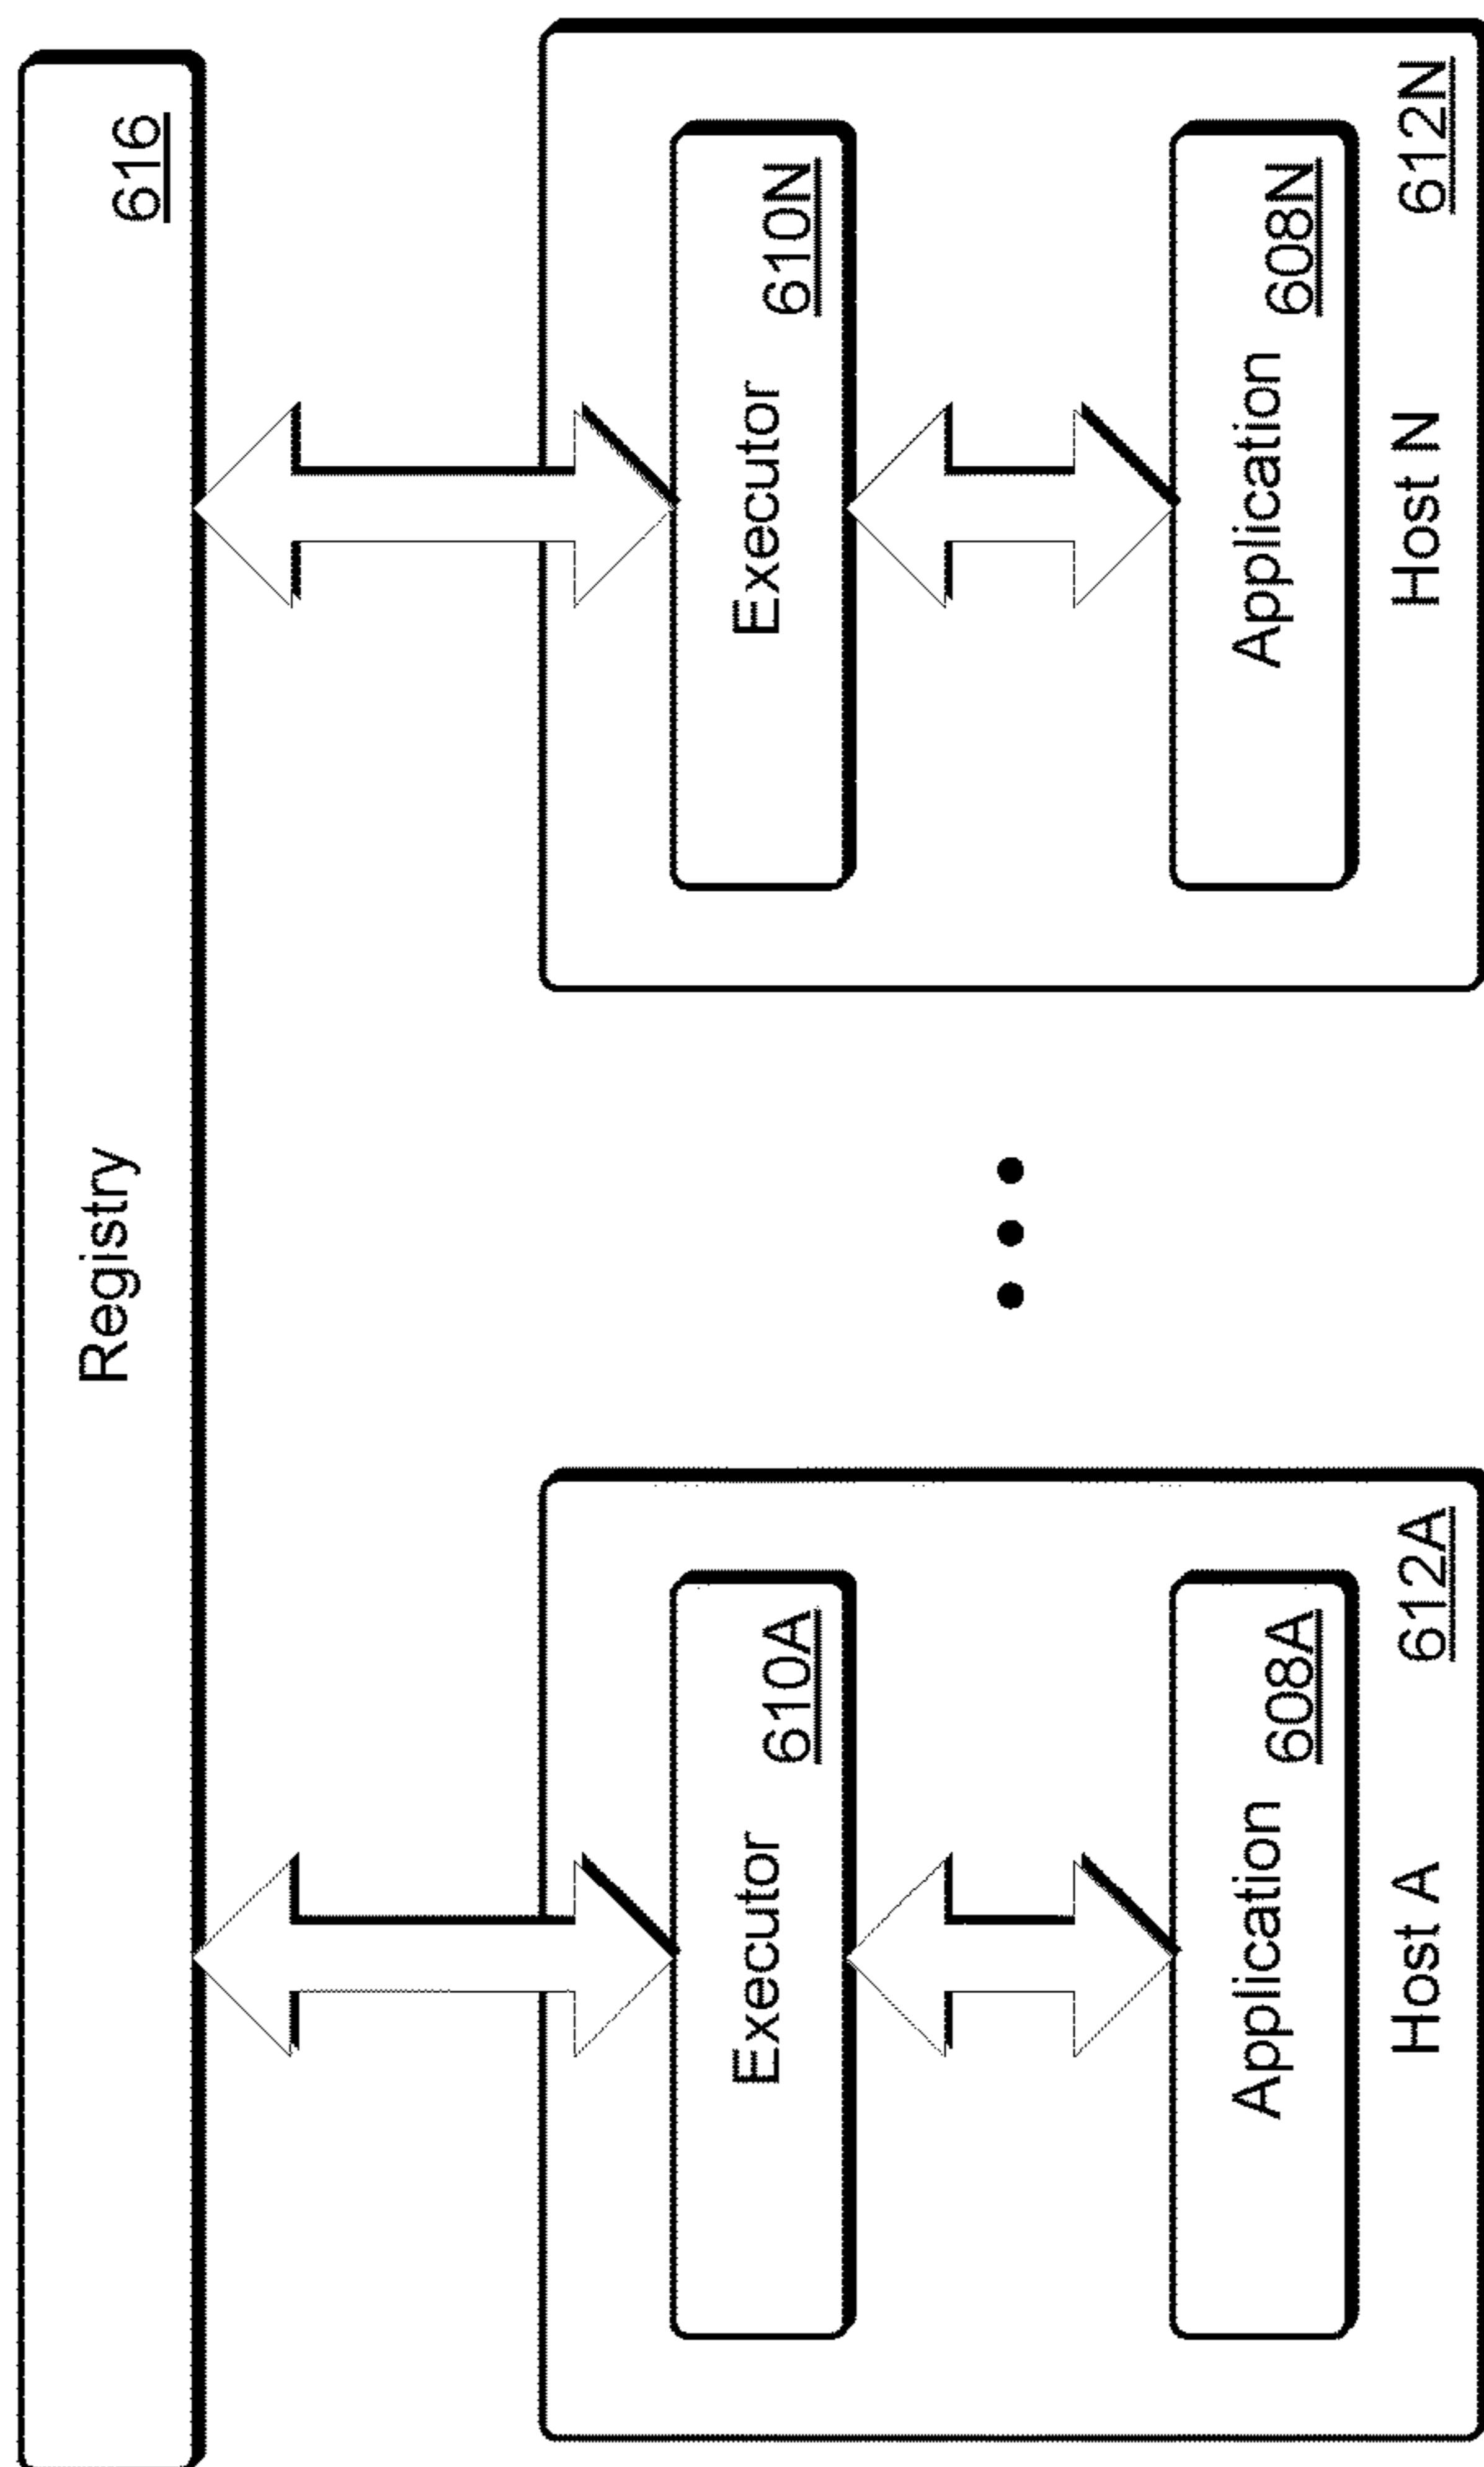 Registry
616
Executor
610A
Application
608A
Host A
612A
Executor
610N
Application
608N
Host N
612N